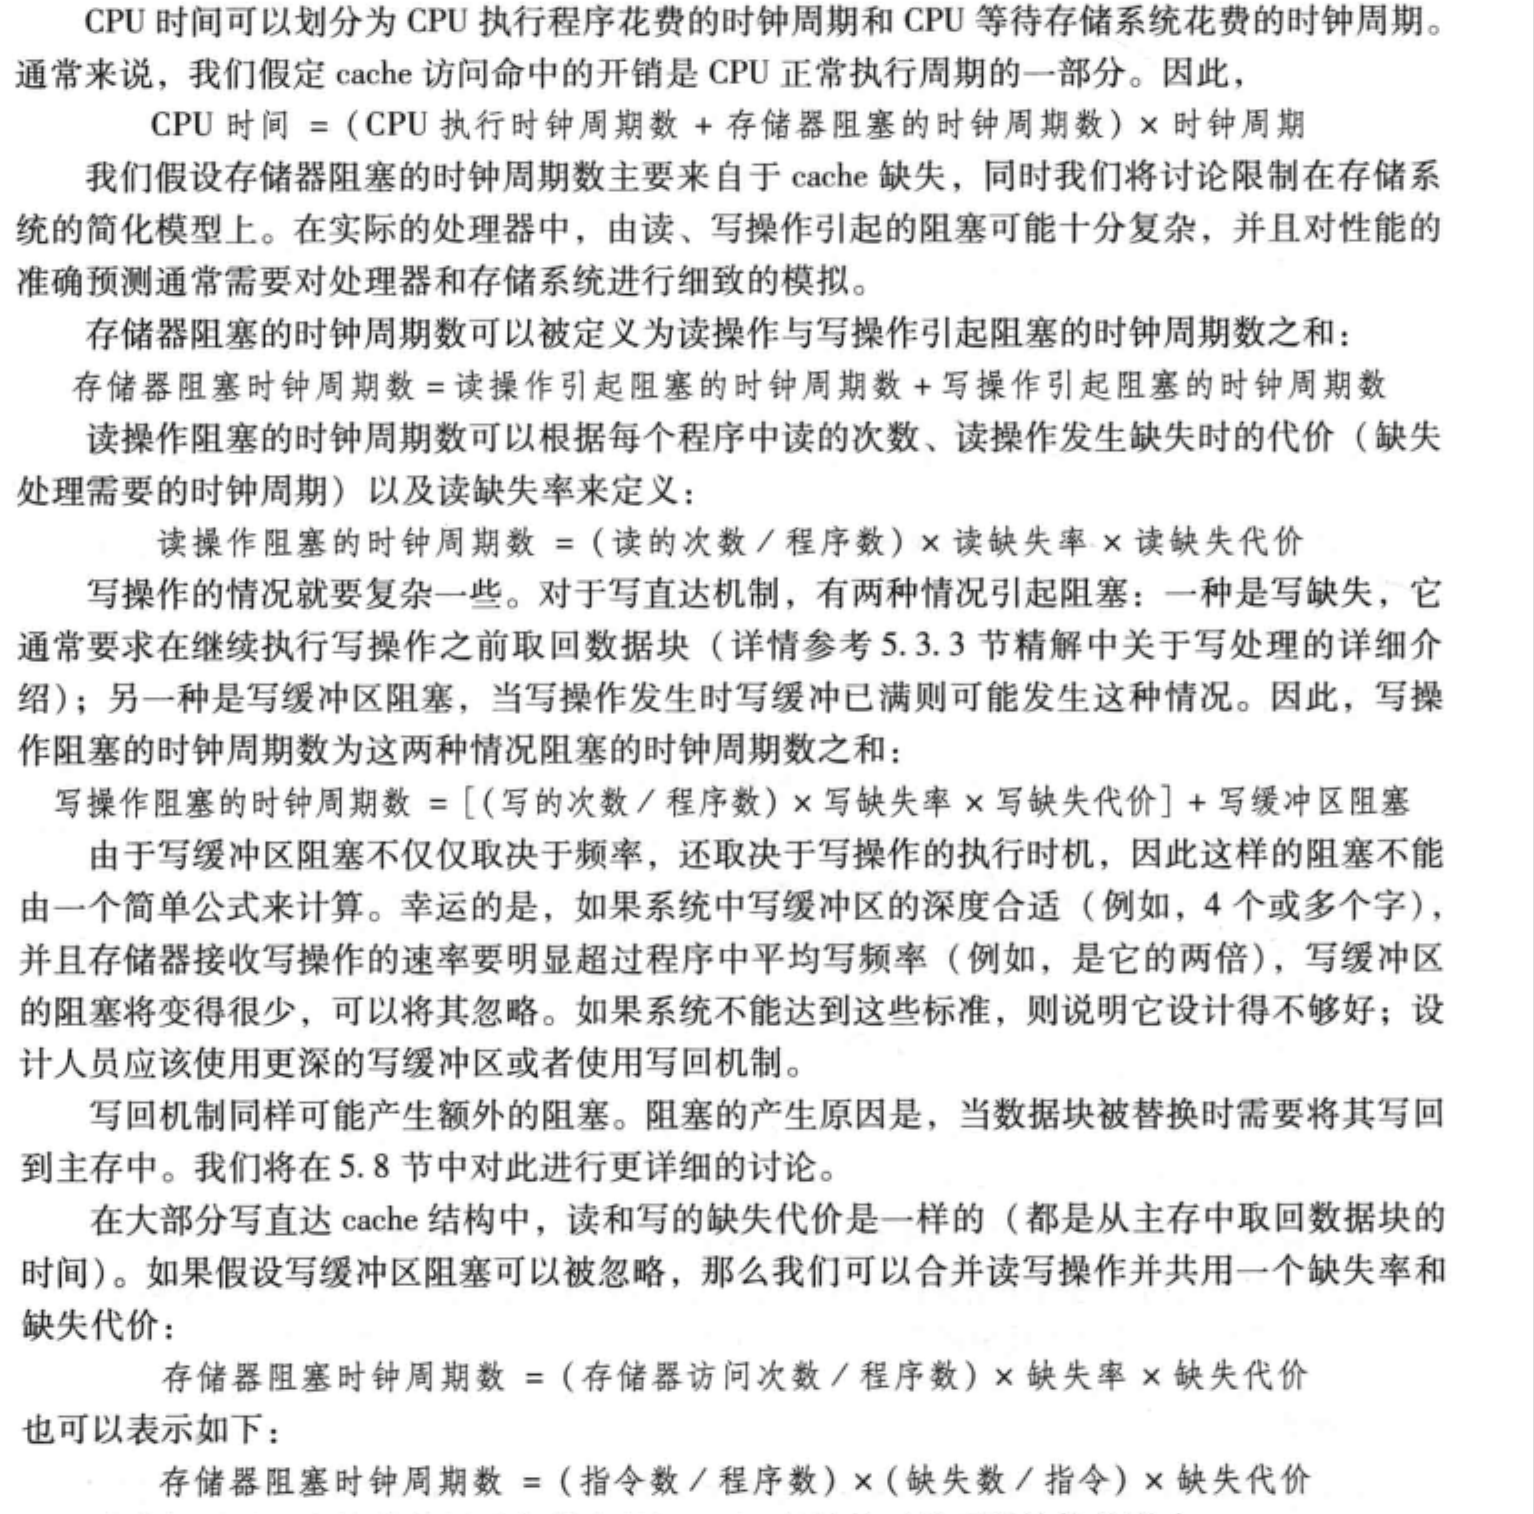 CPU 时间可以划分为 CPU 执行程序花费的时钟周期和 CPU 等待存储系统花费的时钟周期。
通常来说，我们假定 cache 访问命中的开销是 CPU 正常执行周期的一部分。因此，
CPU 时间 = (CPU 执行时钟周期数 + 存储器阻塞的时钟周期数) × 时钟周期
我们假设存储器阻塞的时钟周期数主要来自于 cache 缺失，同时我们将讨论限制在存储系
统的简化模型上。在实际的处理器中，由读、写操作引起的阻塞可能十分复杂，并且对性能的
准确预测通常需要对处理器和存储系统进行细致的模拟。
存储器阻塞的时钟周期数可以被定义为读操作与写操作引起阻塞的时钟周期数之和：
存储器阻塞时钟周期数 = 读操作引起阻塞的时钟周期数 + 写操作引起阻塞的时钟周期数
读操作阻塞的时钟周期数可以根据每个程序中读的次数、读操作发生缺失时的代价（缺失
处理需要的时钟周期）以及读缺失率来定义：
读操作阻塞的时钟周期数 = (读的次数 / 程序数) × 读缺失率 × 读缺失代价
写操作的情况就要复杂一些。对于写直达机制，有两种情况引起阻塞：一种是写缺失，它
通常要求在继续执行写操作之前取回数据块（详情参考 5.3.3 节精解中关于写处理的详细介
绍）；另一种是写缓冲区阻塞，当写操作发生时写缓冲已满则可能发生这种情况。因此，写操
作阻塞的时钟周期数为这两种情况阻塞的时钟周期数之和：
写操作阻塞的时钟周期数 = [(写的次数 / 程序数) × 写缺失率 × 写缺失代价] + 写缓冲区阻塞
由于写缓冲区阻塞不仅仅取决于频率，还取决于写操作的执行时机，因此这样的阻塞不能
由一个简单公式来计算。幸运的是，如果系统中写缓冲区的深度合适（例如，4 个或多个字），
并且存储器接收写操作的速率要明显超过程序中平均写频率（例如，是它的两倍），写缓冲区
的阻塞将变得很少，可以将其忽略。如果系统不能达到这些标准，则说明它设计得不够好；设
计人员应该使用更深的写缓冲区或者使用写回机制。
写回机制同样可能产生额外的阻塞。阻塞的产生原因是，当数据块被替换时需要将其写回
到主存中。我们将在 5.8 节中对此进行更详细的讨论。
在大部分写直达 cache 结构中，读和写的缺失代价是一样的（都是从主存中取回数据块的
时间）。如果假设写缓冲区阻塞可以被忽略，那么我们可以合并读写操作并共用一个缺失率和
缺失代价：
存储器阻塞时钟周期数 = (存储器访问次数 / 程序数) × 缺失率 × 缺失代价
也可以表示如下：
存储器阻塞时钟周期数 = (指令数 / 程序数) × (缺失数 / 指令) × 缺失代价